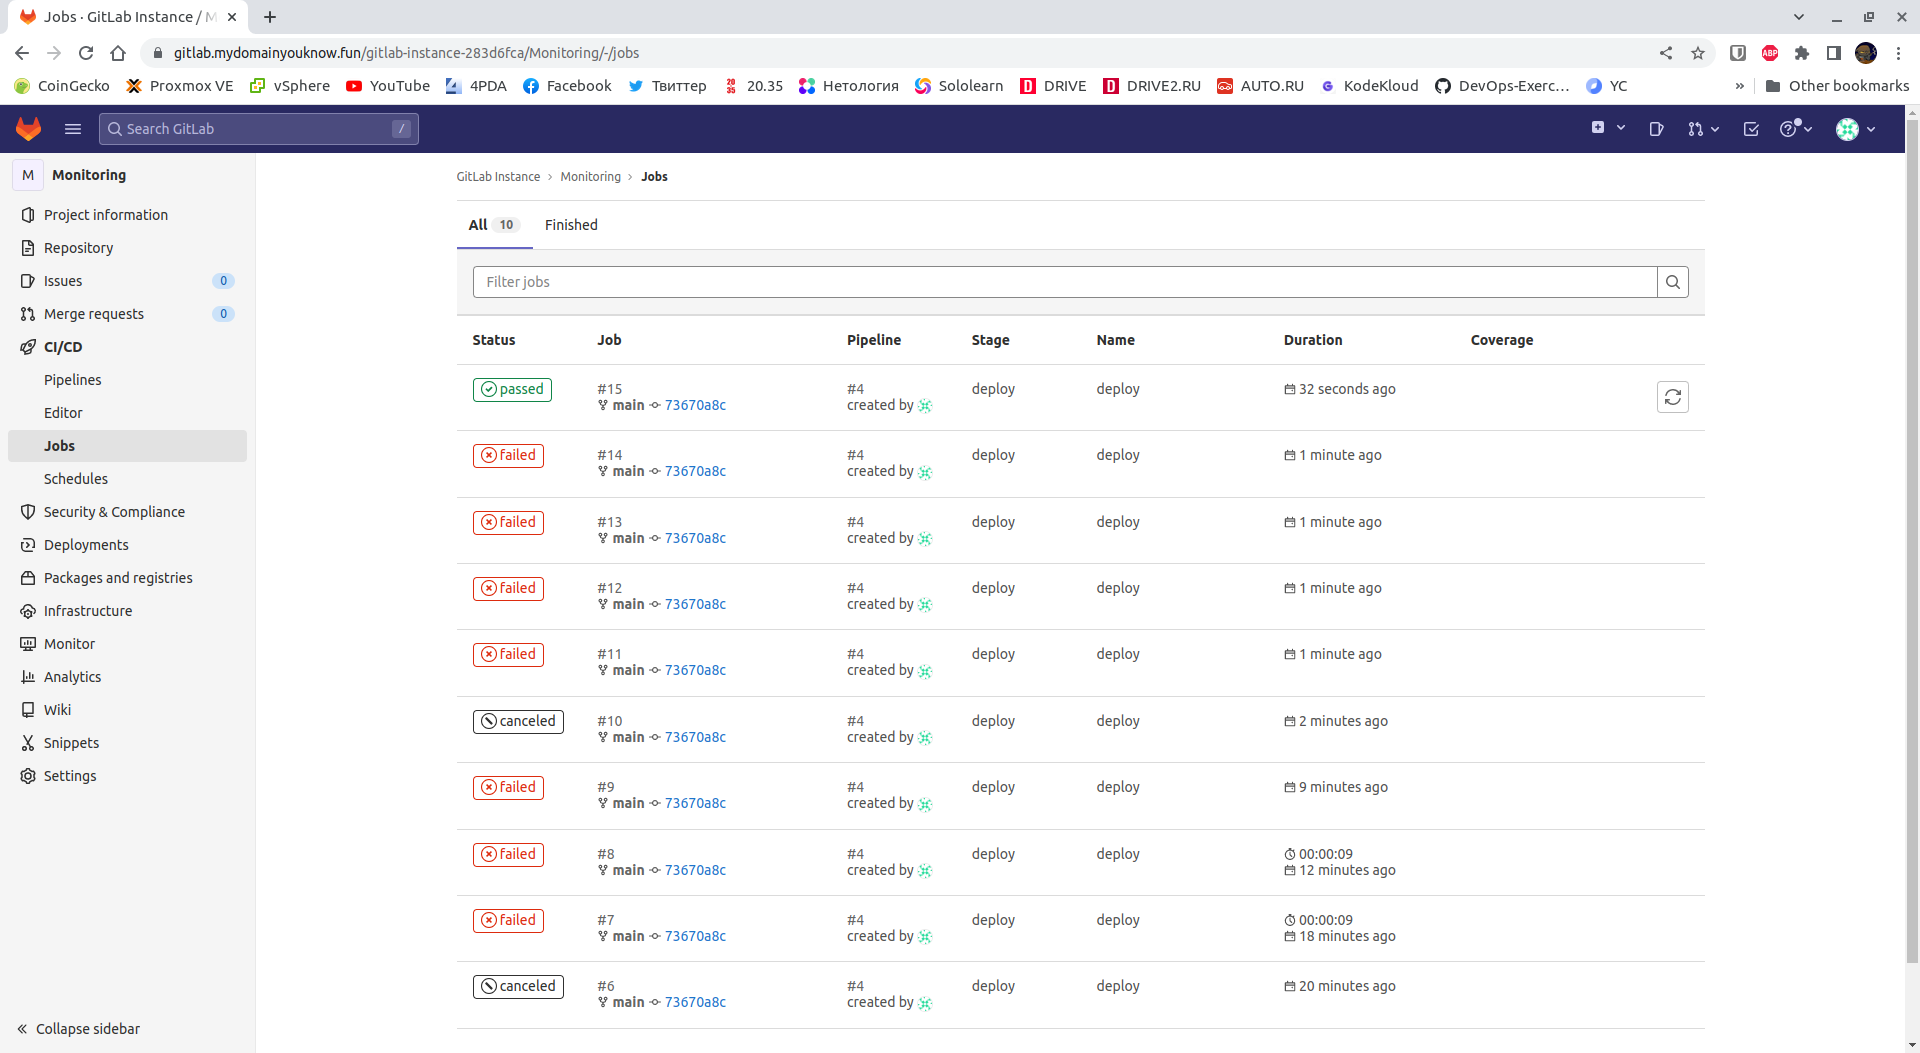 Jobs · GitLab Instance / M
gitlab.mydomainyouknow.fun/gitlab-instance-283d6fca/Monitoring/-/jobs
CoinGecko Proxmox VE vSphere YouTube 4PDA Facebook Твиттер 20.35 Нетология Sololearn DRIVE DRIVE2.RU AUTO.RU KodeKloud DevOps-Exerc… YC » Other bookmarks
Search GitLab /
M Monitoring
Project information
Repository
Issues 0
Merge requests 0
CI/CD
Pipelines
Editor
Jobs
Schedules
Security & Compliance
Deployments
Packages and registries
Infrastructure
Monitor
Analytics
Wiki
Snippets
Settings
Collapse sidebar
GitLab Instance › Monitoring › Jobs
All 10 Finished
Filter jobs
Status Job Pipeline Stage Name Duration Coverage
passed #15 #4 deploy deploy 32 seconds ago
main 73670a8c created by
failed #14 #4 deploy deploy 1 minute ago
main 73670a8c created by
failed #13 #4 deploy deploy 1 minute ago
main 73670a8c created by
failed #12 #4 deploy deploy 1 minute ago
main 73670a8c created by
failed #11 #4 deploy deploy 1 minute ago
main 73670a8c created by
canceled #10 #4 deploy deploy 2 minutes ago
main 73670a8c created by
failed #9 #4 deploy deploy 9 minutes ago
main 73670a8c created by
failed #8 #4 deploy deploy 00:00:09
main 73670a8c created by 12 minutes ago
failed #7 #4 deploy deploy 00:00:09
main 73670a8c created by 18 minutes ago
canceled #6 #4 deploy deploy 20 minutes ago
main 73670a8c created by